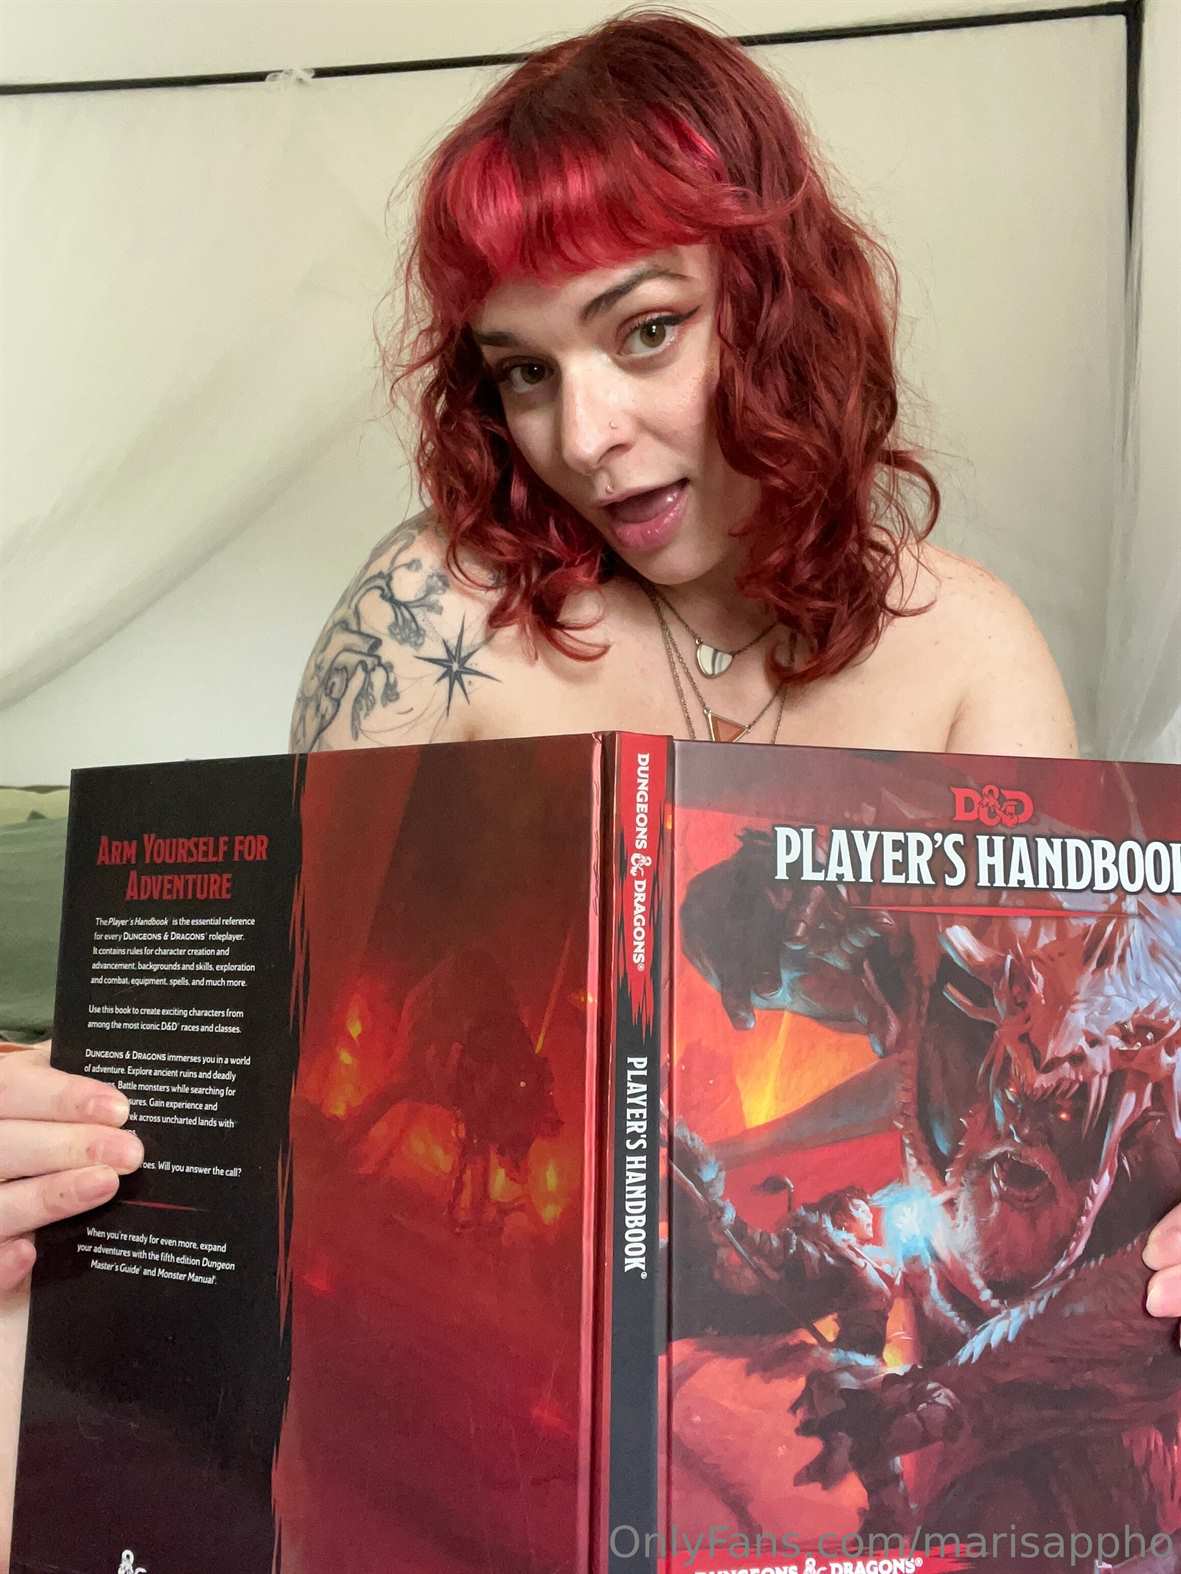 ARM YOURSELF FOR
ADVENTURE
The Player's Handbook® is the essential reference
for every DUNGEONS & DRAGONS® roleplayer.
It contains rules for character creation and
advancement, backgrounds and skills, exploration
and combat, equipment, spells, and much more.
Use this book to create exciting characters from
among the most iconic D&D® races and classes.
DUNGEONS & DRAGONS immerses you in a world
of adventure. Explore ancient ruins and deadly
Battle monsters while searching for
Gain experience and
across uncharted lands with
Will you answer the call?
When you're ready for even more, expand
your adventures with the fifth edition Dungeon
Master's Guide® and Monster Manual®.
DUNGEONS & DRAGONS®
PLAYER'S HANDBOOK®
D&D
PLAYER'S HANDBOOK
DUNGEONS & DRAGONS®
OnlyFans.com/marisappho